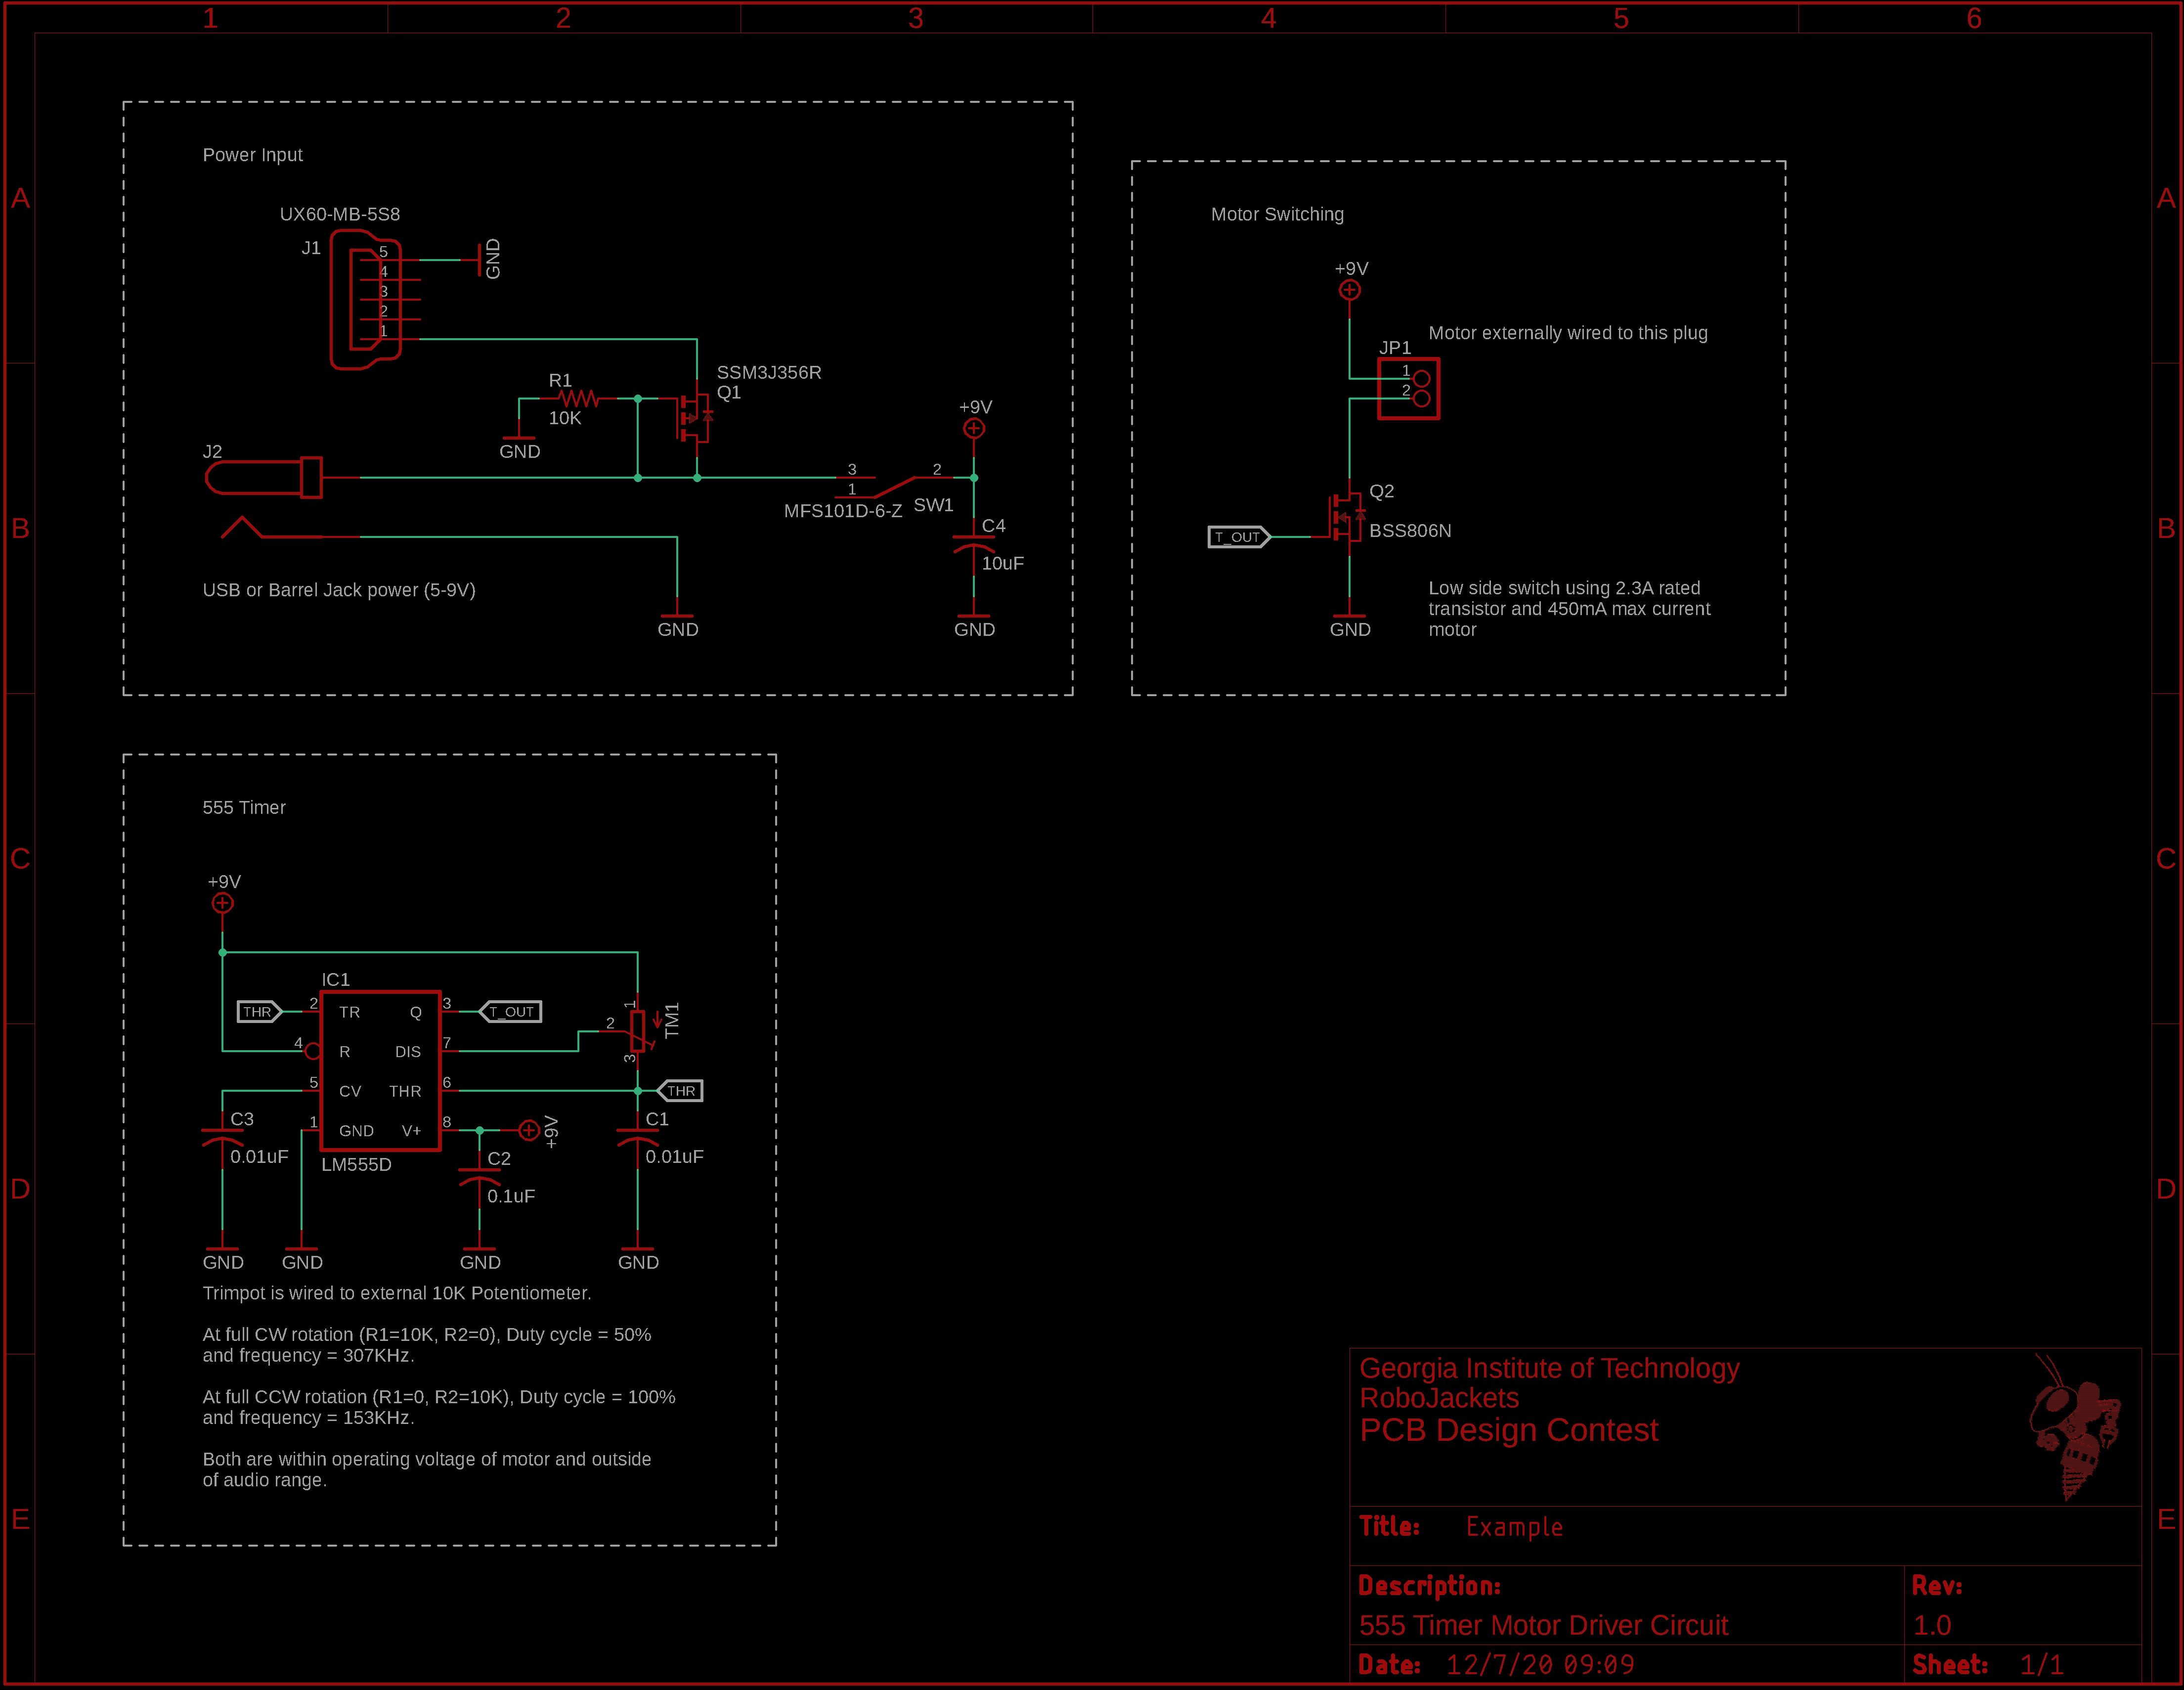 1 2 3 4 5 6
A
B
C
D
E
A
B
C
D
E
Power Input
UX60-MB-5S8
J1
5
4
3
2
1
GND
R1
10K
GND
SSM3J356R
Q1
J2
3
1
2
MFS101D-6-Z
SW1
+9V
C4
10uF
GND
GND
USB or Barrel Jack power (5-9V)
Motor Switching
+9V
Motor externally wired to this plug
JP1
1
2
Q2
BSS806N
T_OUT
Low side switch using 2.3A rated
transistor and 450mA max current
motor
GND
555 Timer
+9V
IC1
THR
2 TR Q 3
T_OUT
4 R DIS 7
5 CV THR 6
1 GND V+ 8
LM555D
1
2
3
TM1
THR
+9V
C3
0.01uF
C2
0.1uF
C1
0.01uF
GND GND GND GND
Trimpot is wired to external 10K Potentiometer.
At full CW rotation (R1=10K, R2=0), Duty cycle = 50%
and frequency = 307KHz.
At full CCW rotation (R1=0, R2=10K), Duty cycle = 100%
and frequency = 153KHz.
Both are within operating voltage of motor and outside
of audio range.
Georgia Institute of Technology
RoboJackets
PCB Design Contest
Title: Example
Description:
555 Timer Motor Driver Circuit
Rev:
1.0
Date: 12/7/20 09:09
Sheet: 1/1